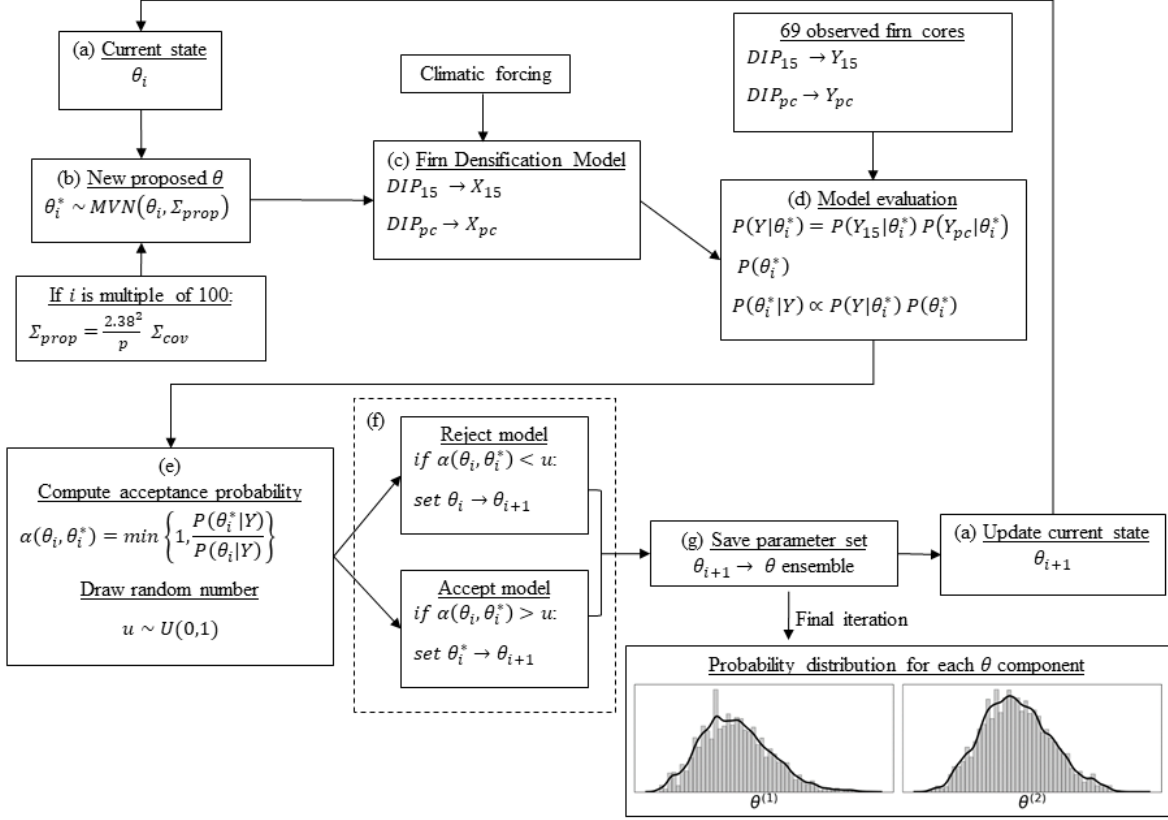 (a) Current state
θ_i
69 observed firn cores
DIP_15 → Y_15
DIP_pc → Y_pc
Climatic forcing
(b) New proposed θ
θ_i^* ~ MVN(θ_i, Σ_prop)
(c) Firn Densification Model
DIP_15 → X_15
DIP_pc → X_pc
(d) Model evaluation
P(Y|θ_i^*) = P(Y_15|θ_i^*) P(Y_pc|θ_i^*)
P(θ_i^*)
P(θ_i^*|Y) ∝ P(Y|θ_i^*) P(θ_i^*)
If i is multiple of 100:
Σ_prop = 2.38²/p Σ_cov
(e)
Compute acceptance probability
α(θ_i, θ_i^*) = min {1, P(θ_i^*|Y)/P(θ_i|Y)}
Draw random number
u ~ U(0,1)
(f)
Reject model
if α(θ_i, θ_i^*) < u:
set θ_i → θ_{i+1}
Accept model
if α(θ_i, θ_i^*) > u:
set θ_i^* → θ_{i+1}
(g) Save parameter set
θ_{i+1} → θ ensemble
(a) Update current state
θ_{i+1}
Final iteration
Probability distribution for each θ component
θ^(1)
θ^(2)